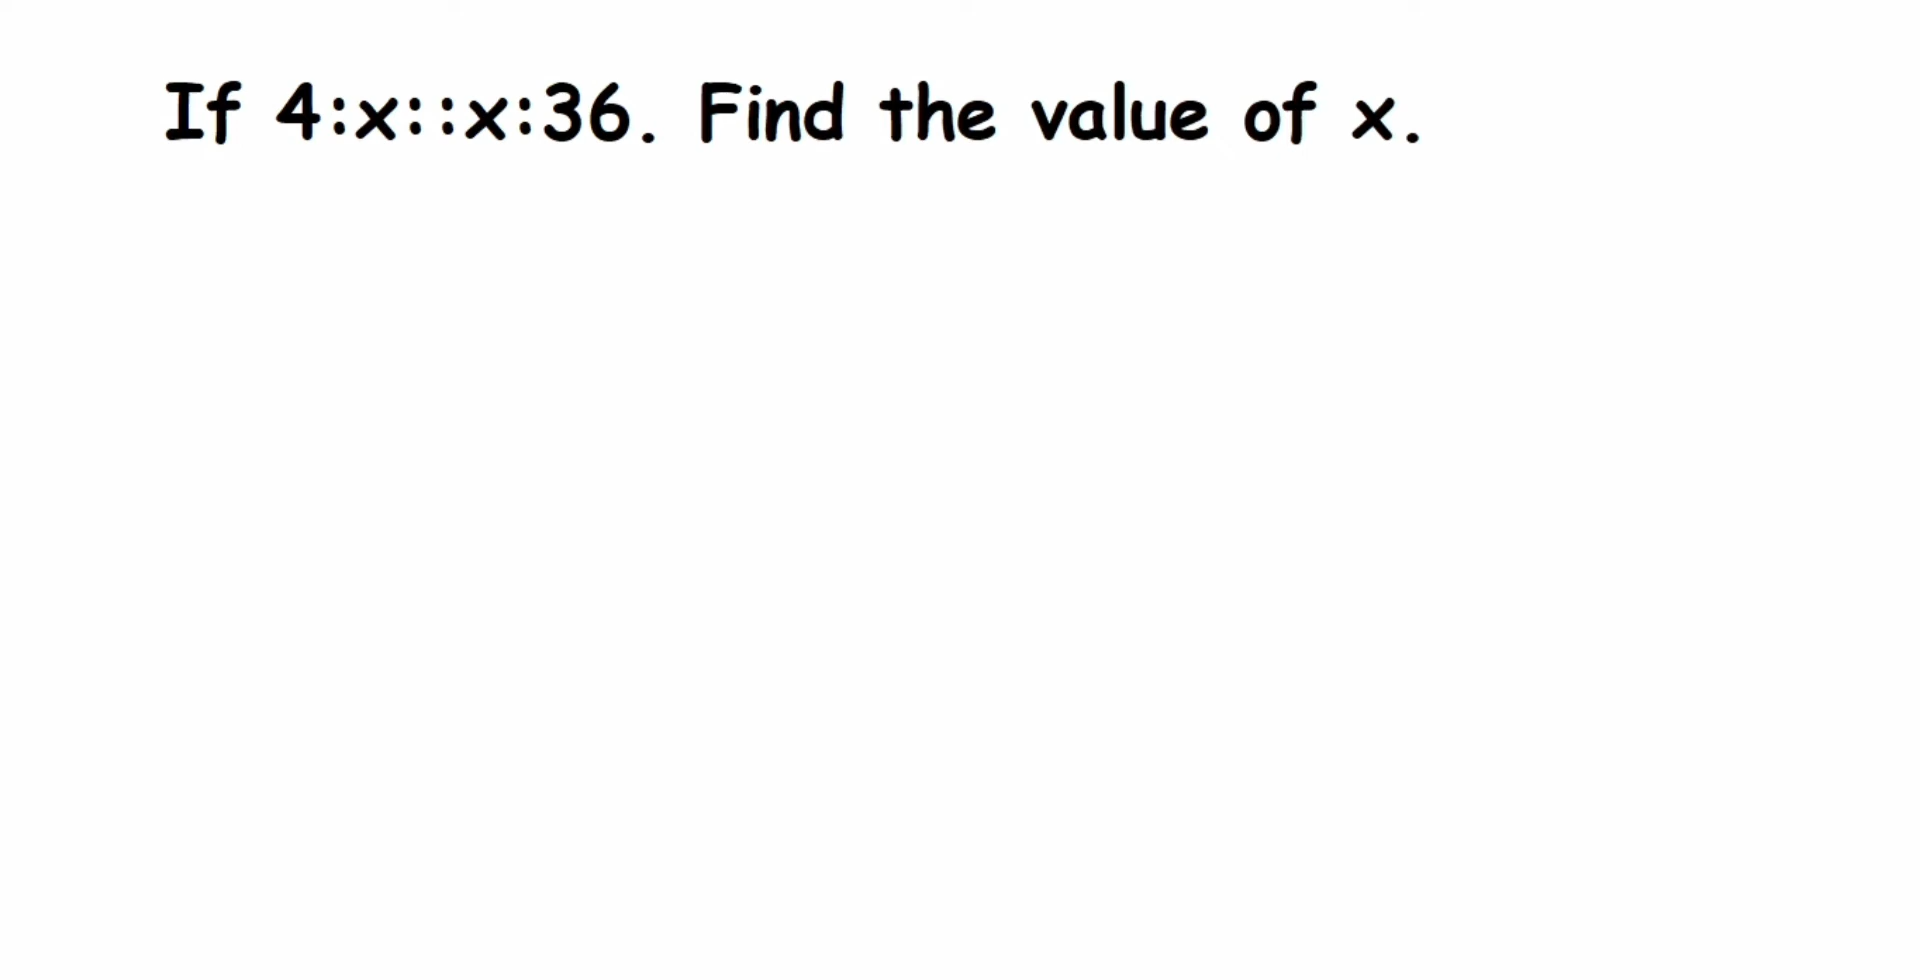 If 4:x::x:36. Find the value of x.